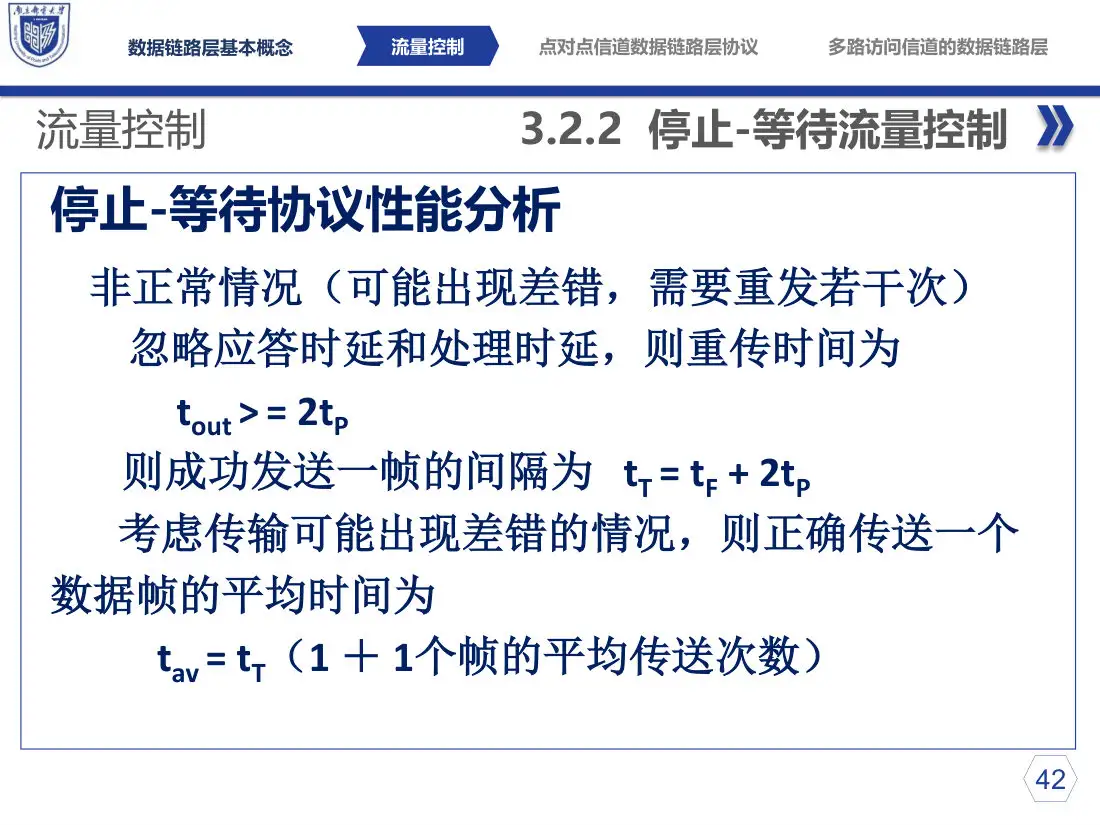 数据链路层基本概念
流量控制
点对点信道数据链路层协议
多路访问信道的数据链路层
流量控制
3.2.2 停止-等待流量控制
停止-等待协议性能分析
非正常情况（可能出现差错，需要重发若干次）
忽略应答时延和处理时延，则重传时间为
tout > = 2tP
则成功发送一帧的间隔为 tT = tF + 2tP
考虑传输可能出现差错的情况，则正确传送一个
数据帧的平均时间为
tav = tT（1 ＋ 1个帧的平均传送次数）
42